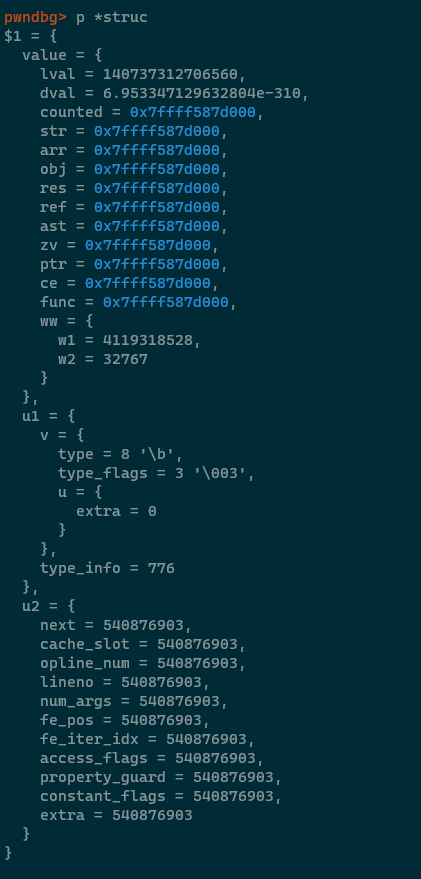 pwndbg> p *struc
$1 = {
  value = {
    lval = 140737312706560,
    dval = 6.953347129632804e-310,
    counted = 0x7ffff587d000,
    str = 0x7ffff587d000,
    arr = 0x7ffff587d000,
    obj = 0x7ffff587d000,
    res = 0x7ffff587d000,
    ref = 0x7ffff587d000,
    ast = 0x7ffff587d000,
    zv = 0x7ffff587d000,
    ptr = 0x7ffff587d000,
    ce = 0x7ffff587d000,
    func = 0x7ffff587d000,
    ww = {
      w1 = 4119318528,
      w2 = 32767
    }
  },
  u1 = {
    v = {
      type = 8 '\b',
      type_flags = 3 '\003',
      u = {
        extra = 0
      }
    },
    type_info = 776
  },
  u2 = {
    next = 540876903,
    cache_slot = 540876903,
    opline_num = 540876903,
    lineno = 540876903,
    num_args = 540876903,
    fe_pos = 540876903,
    fe_iter_idx = 540876903,
    access_flags = 540876903,
    property_guard = 540876903,
    constant_flags = 540876903,
    extra = 540876903
  }
}